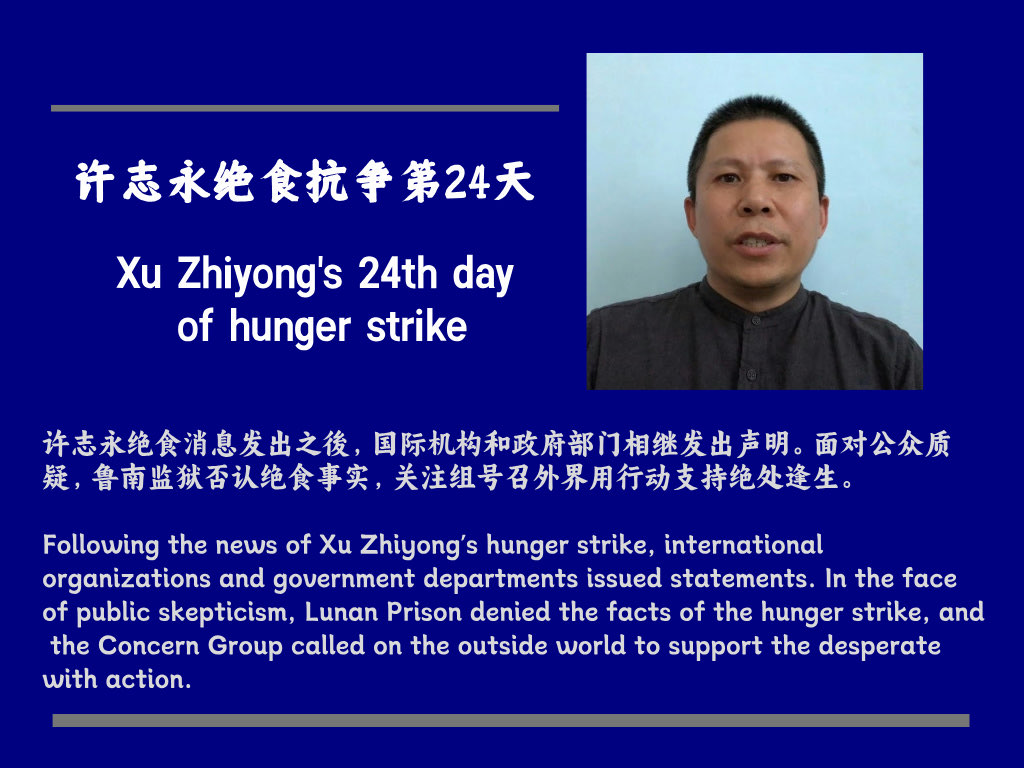 许志永绝食抗争第24天
Xu Zhiyong's 24th day
of hunger strike
许志永绝食消息发出之後, 国际机构和政府部门相继发出声明。面对公众质
疑, 鲁南监狱否认绝食事实, 关注组号召外界用行动支持绝处逢生。
Following the news of Xu Zhiyong's hunger strike, international
organizations and government departments issued statements. In the face
of public skepticism, Lunan Prison denied the facts of the hunger strike, and
the Concern Group called on the outside world to support the desperate
with action.